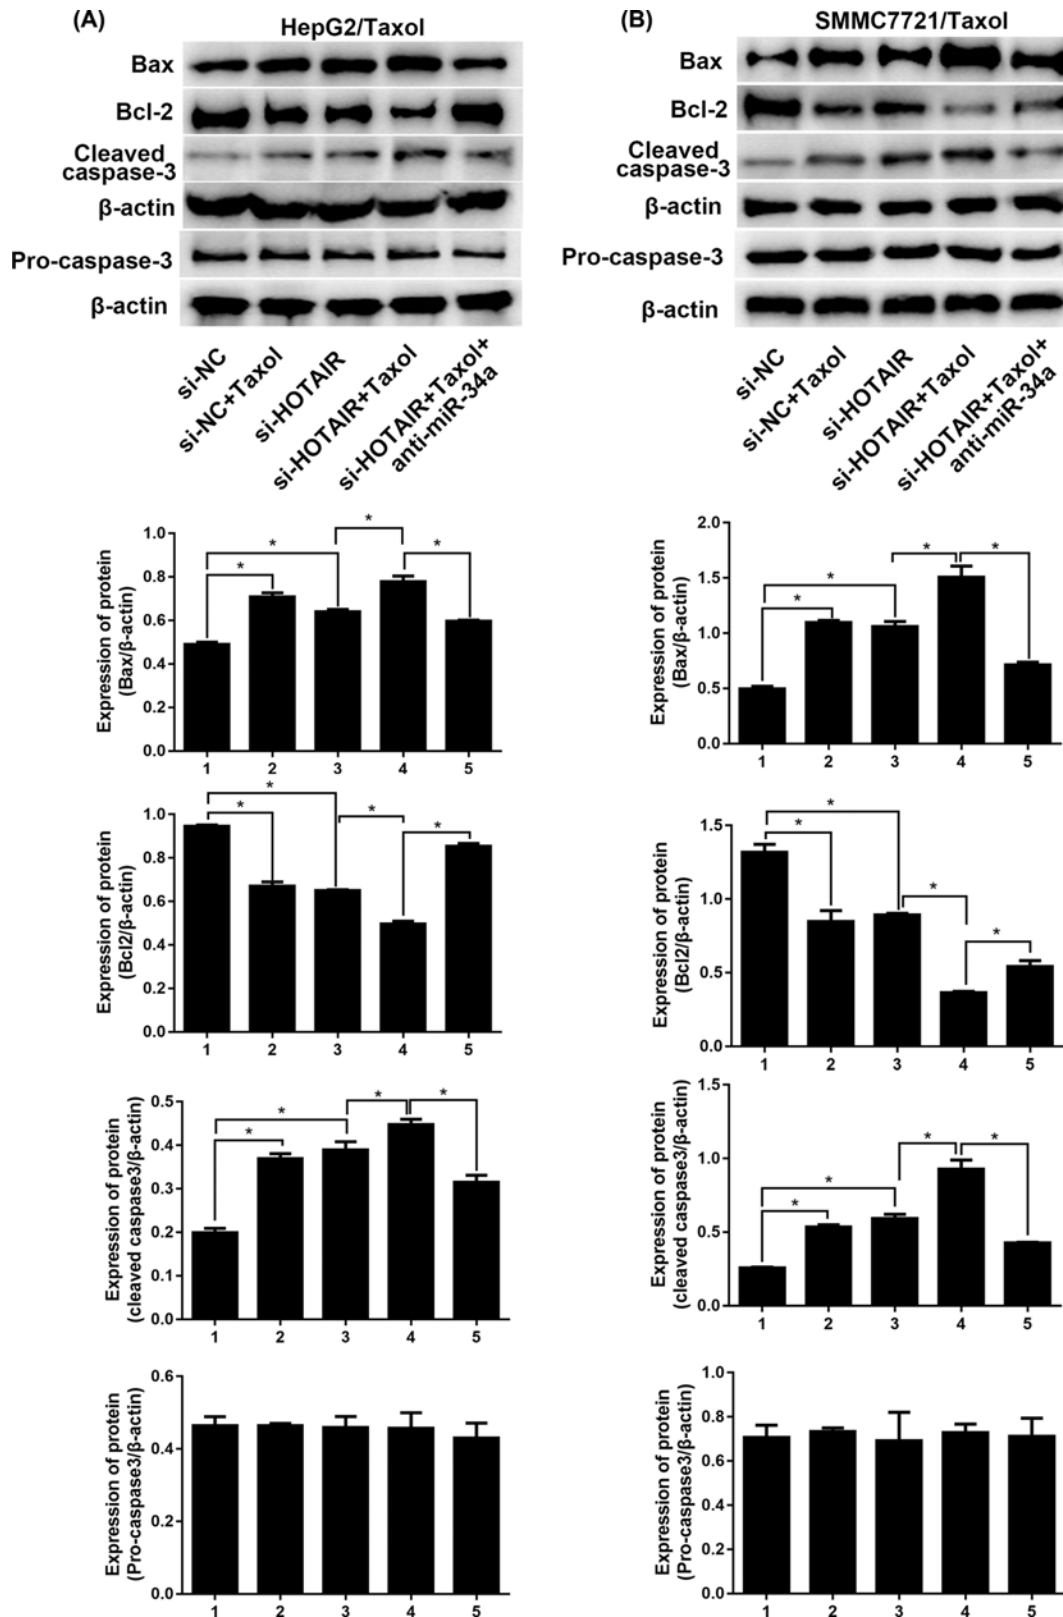 (A)
HepG2/Taxol
Bax
Bcl-2
Cleaved
caspase-3
β-actin
Pro-caspase-3
β-actin
si-NC
si-NC+Taxol
si-HOTAIR
si-HOTAIR+Taxol
si-HOTAIR+Taxol+
anti-miR-34a
Expression of protein
(Bax/β-actin)
1.0
0.8
0.6
0.4
0.2
0.0
* * * *
1 2 3 4 5
Expression of protein
(Bcl2/β-actin)
1.0
0.8
0.6
0.4
0.2
0.0
* * * *
1 2 3 4 5
Expression of protein
(cleaved caspase3/β-actin)
0.5
0.4
0.3
0.2
0.1
0.0
* * * *
1 2 3 4 5
Expression of protein
(Pro-caspase3/β-actin)
0.6
0.4
0.2
0.0
1 2 3 4 5
(B)
SMMC7721/Taxol
Bax
Bcl-2
Cleaved
caspase-3
β-actin
Pro-caspase-3
β-actin
si-NC
si-NC+Taxol
si-HOTAIR
si-HOTAIR+Taxol
si-HOTAIR+Taxol+
anti-miR-34a
Expression of protein
(Bax/β-actin)
2.0
1.5
1.0
0.5
0.0
* * * *
1 2 3 4 5
Expression of protein
(Bcl2/β-actin)
1.5
1.0
0.5
0.0
* * * *
1 2 3 4 5
Expression of protein
(cleaved caspase3/β-actin)
1.5
1.0
0.5
0.0
* * * *
1 2 3 4 5
Expression of protein
(Pro-caspase3/β-actin)
1.0
0.8
0.6
0.4
0.2
0.0
1 2 3 4 5